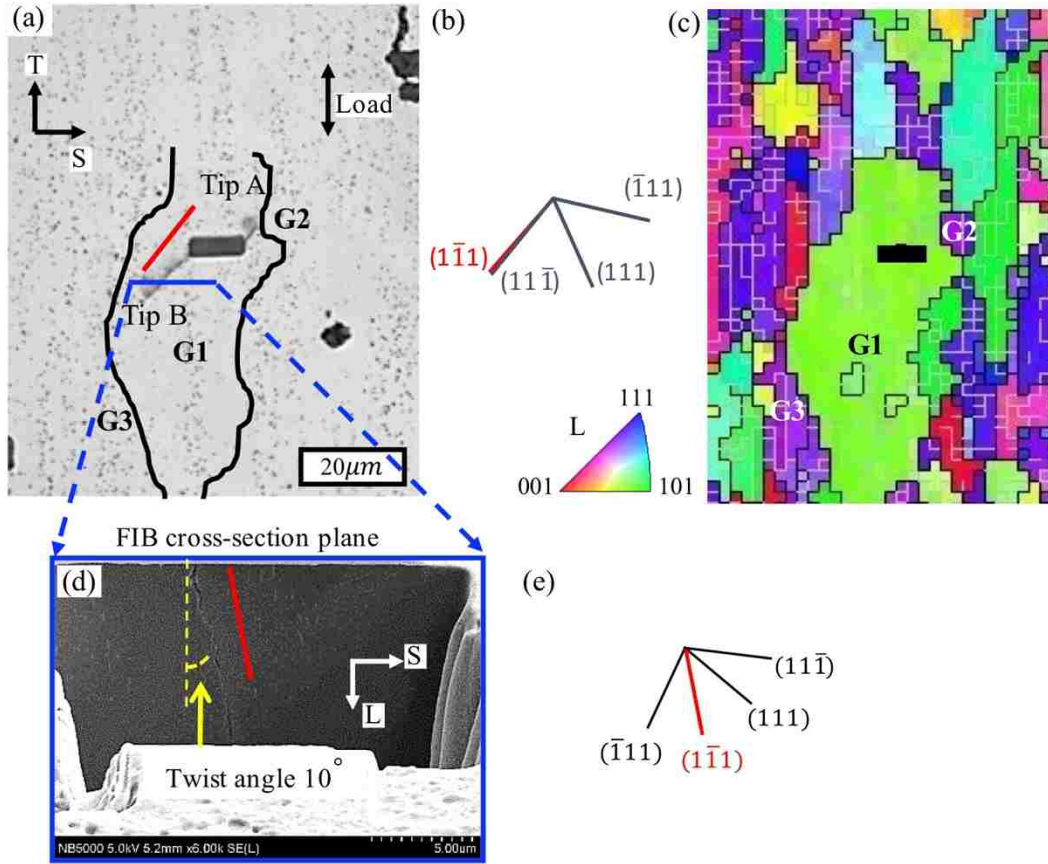 (a)
T
S
Load
Tip A
G2
Tip B
G1
G3
20μm
(b)
(1̄11)
(11̄1)
(111̄)
(111)
L
111
001
101
(c)
G2
G1
G3
FIB cross-section plane
(d)
S
L
Twist angle 10°
NB5000 5.0kV 5.2mm x6.00k SE(L)
5.00um
(e)
(111̄)
(111)
(1̄11)
(11̄1)